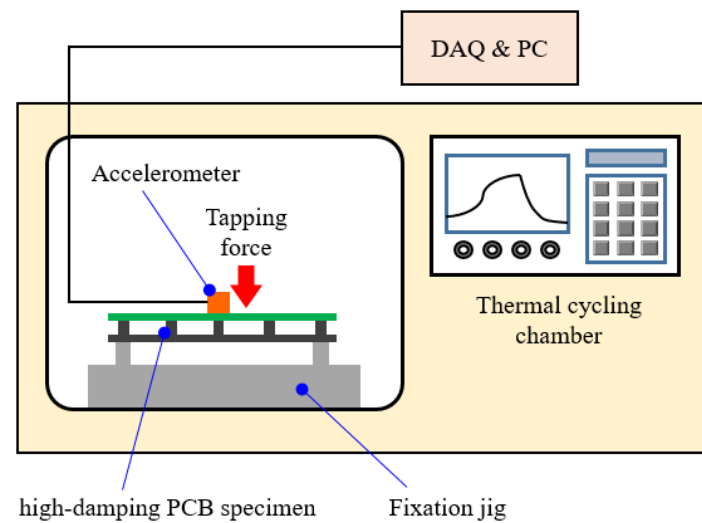 DAQ & PC
Accelerometer
Tapping
force
Thermal cycling
chamber
high-damping PCB specimen
Fixation jig